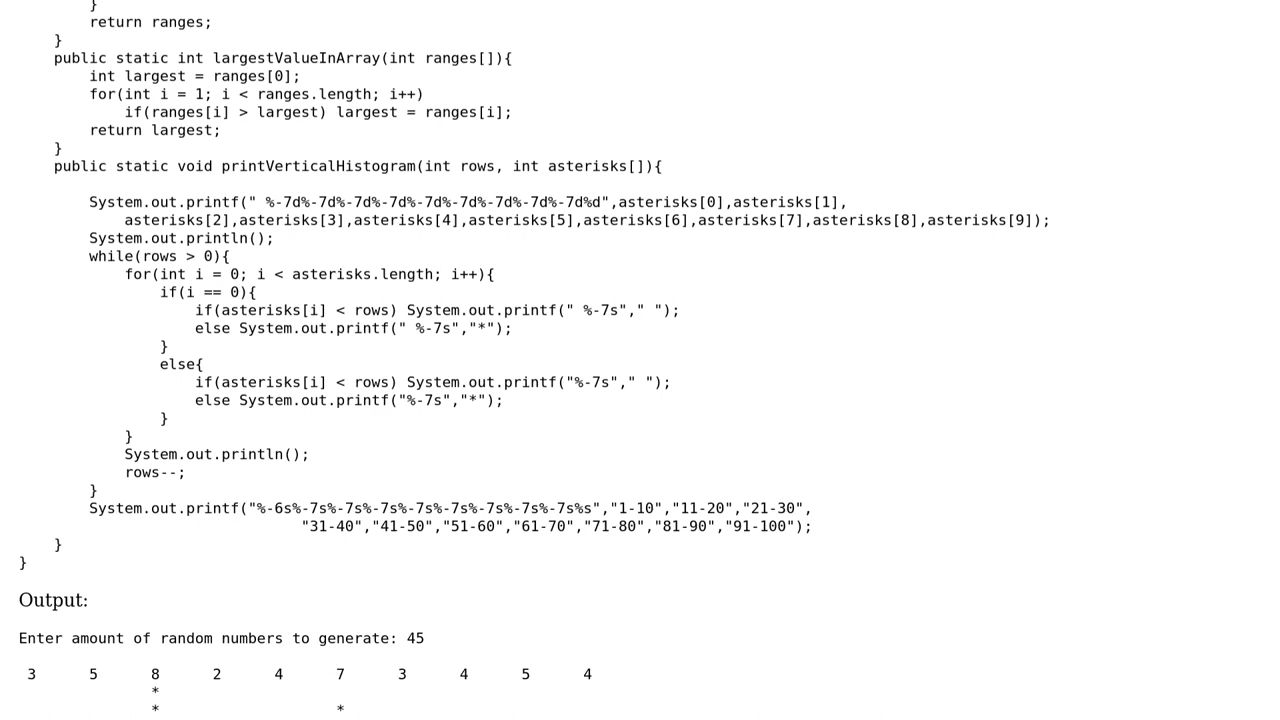 }
        return ranges;
    }
    public static int largestValueInArray(int ranges[]){
        int largest = ranges[0];
        for(int i = 1; i < ranges.length; i++)
            if(ranges[i] > largest) largest = ranges[i];
        return largest;
    }
    public static void printVerticalHistogram(int rows, int asterisks[]){

        System.out.printf(" %-7d%-7d%-7d%-7d%-7d%-7d%-7d%-7d%-7d%d",asterisks[0],asterisks[1],
            asterisks[2],asterisks[3],asterisks[4],asterisks[5],asterisks[6],asterisks[7],asterisks[8],asterisks[9]);
        System.out.println();
        while(rows > 0){
            for(int i = 0; i < asterisks.length; i++){
                if(i == 0){
                    if(asterisks[i] < rows) System.out.printf(" %-7s"," ");
                    else System.out.printf(" %-7s","*");
                }
                else{
                    if(asterisks[i] < rows) System.out.printf("%-7s"," ");
                    else System.out.printf("%-7s","*");
                }
            }
            System.out.println();
            rows--;
        }
        System.out.printf("%-6s%-7s%-7s%-7s%-7s%-7s%-7s%-7s%-7s%s","1-10","11-20","21-30",
                                "31-40","41-50","51-60","61-70","71-80","81-90","91-100");
    }
}
Output:
Enter amount of random numbers to generate: 45

 3      5      8      2      4      7      3      4      5      4
               *
               *                    *